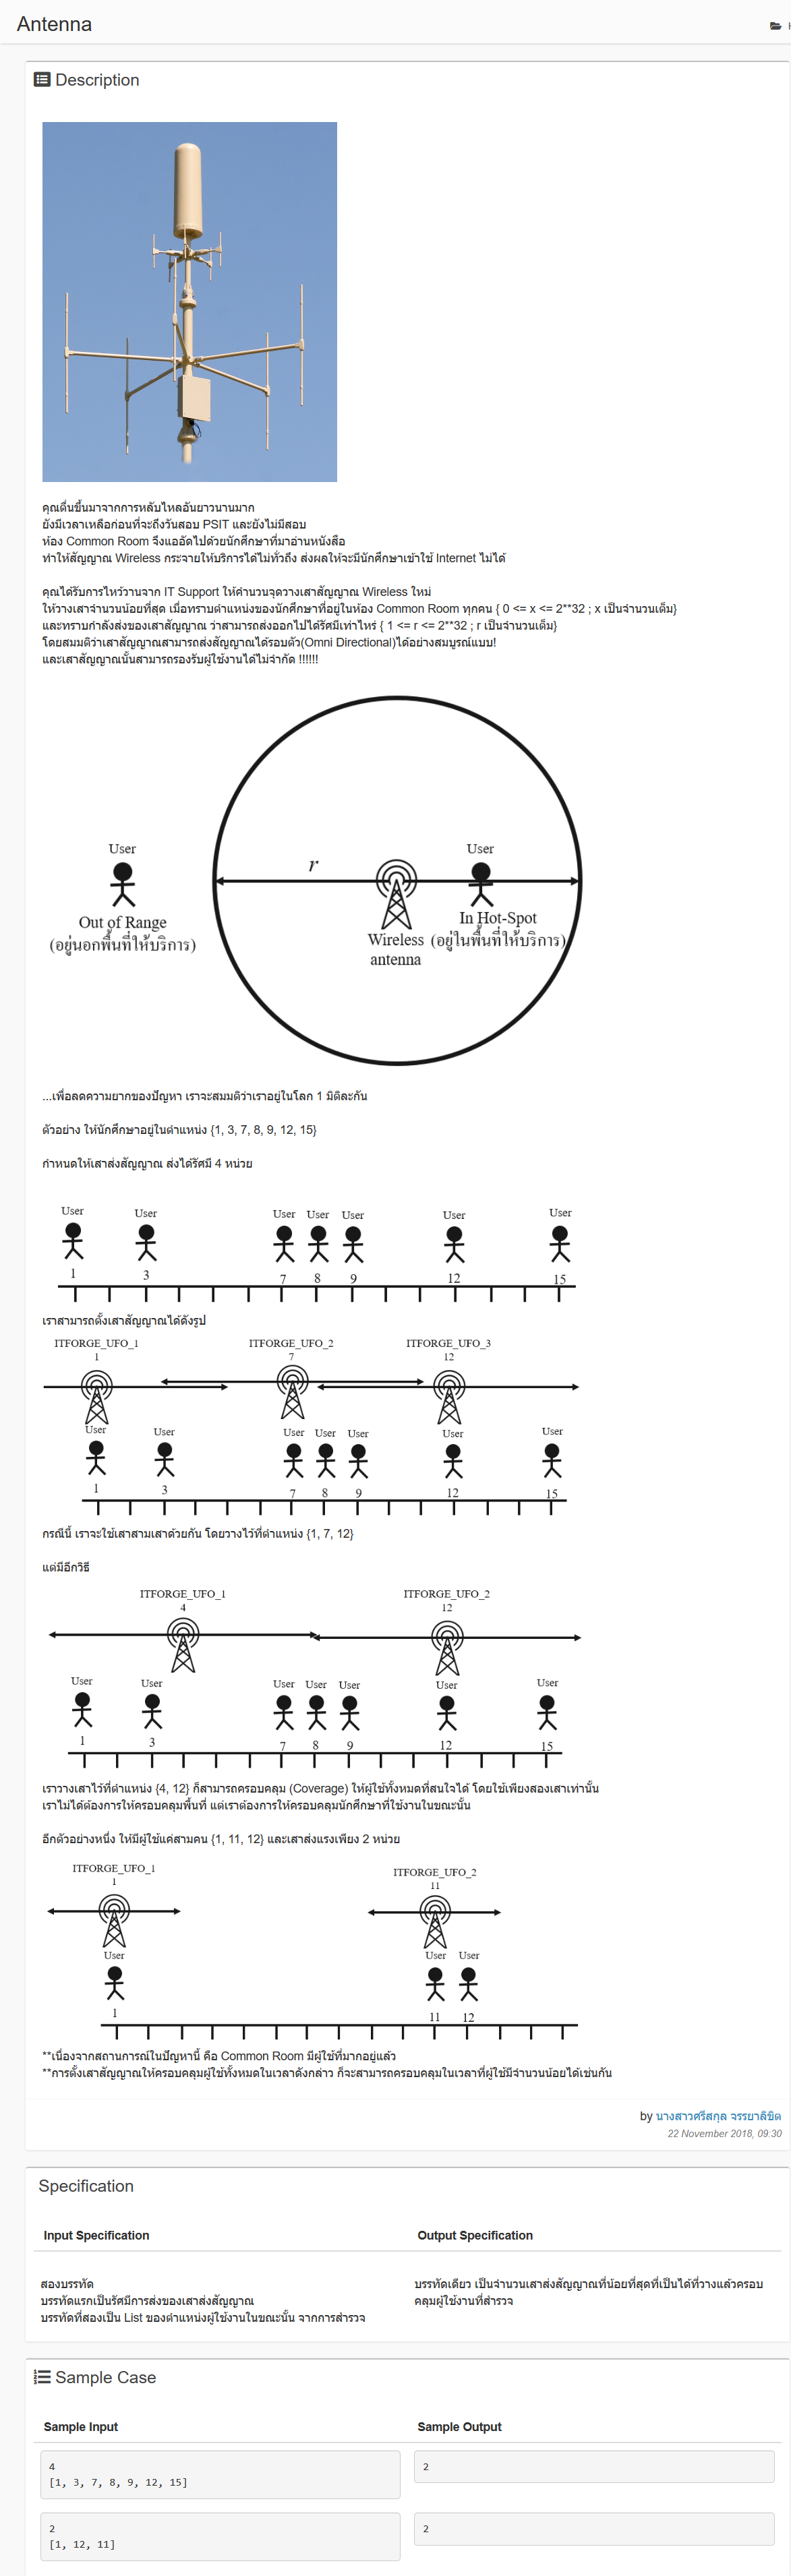 Antenna
Description
คุณตื่นขึ้นมาจากการหลับไหลอันยาวนานมาก
ยังมีเวลาเหลือก่อนที่จะถึงวันสอบ PSIT และยังไม่มีสอบ
ห้อง Common Room จึงแออัดไปด้วยนักศึกษาที่มาอ่านหนังสือ
ทำให้สัญญาณ Wireless กระจายให้บริการได้ไม่ทั่วถึง ส่งผลให้จะมีนักศึกษาเข้าใช้ Internet ไม่ได้
คุณได้รับการไหว้วานจาก IT Support ให้คำนวนจุดวางเสาสัญญาณ Wireless ใหม่
ให้วางเสาจำนวนน้อยที่สุด เมื่อทราบตำแหน่งของนักศึกษาที่อยู่ในห้อง Common Room ทุกคน { 0 <= x <= 2**32 ; x เป็นจำนวนเต็ม}
และทราบกำลังส่งของเสาสัญญาณ ว่าสามารถส่งออกไปได้รัศมีเท่าไหร่ { 1 <= r <= 2**32 ; r เป็นจำนวนเต็ม}
โดยสมมติว่าเสาสัญญาณสามารถส่งสัญญาณได้รอบตัว(Omni Directional)ได้อย่างสมบูรณ์แบบ!
และเสาสัญญาณนั้นสามารถรองรับผู้ใช้งานได้ไม่จำกัด !!!!!!
User
r
User
Out of Range
(อยู่นอกพื้นที่ให้บริการ)
In Hot-Spot
(อยู่ในพื้นที่ให้บริการ)
Wireless
antenna
...เพื่อลดความยากของปัญหา เราจะสมมติว่าเราอยู่ในโลก 1 มิติละกัน
ตัวอย่าง ให้นักศึกษาอยู่ในตำแหน่ง {1, 3, 7, 8, 9, 12, 15}
กำหนดให้เสาส่งสัญญาณ ส่งได้รัศมี 4 หน่วย
User User User User User User User
1 3 7 8 9 12 15
เราสามารถตั้งเสาสัญญาณได้ดังรูป
ITFORGE_UFO_1 ITFORGE_UFO_2 ITFORGE_UFO_3
1 7 12
User User User User User User User
1 3 7 8 9 12 15
กรณีนี้ เราจะใช้เสาสามเสาด้วยกัน โดยวางไว้ที่ตำแหน่ง {1, 7, 12}
แต่มีอีกวิธี
ITFORGE_UFO_1 ITFORGE_UFO_2
4 12
User User User User User User User
1 3 7 8 9 12 15
เราวางเสาไว้ที่ตำแหน่ง {4, 12} ก็สามารถครอบคลุม (Coverage) ให้ผู้ใช้ทั้งหมดที่สนใจได้ โดยใช้เพียงสองเสาเท่านั้น
เราไม่ได้ต้องการให้ครอบคลุมพื้นที่ แต่เราต้องการให้ครอบคลุมนักศึกษาที่ใช้งานในขณะนั้น
อีกตัวอย่างหนึ่ง ให้มีผู้ใช้แค่สามคน {1, 11, 12} และเสาส่งแรงเพียง 2 หน่วย
ITFORGE_UFO_1 ITFORGE_UFO_2
1 11
User User User
1 11 12
**เนื่องจากสถานการณ์ในปัญหานี้ คือ Common Room มีผู้ใช้ที่มากอยู่แล้ว
**การตั้งเสาสัญญาณให้ครอบคลุมผู้ใช้ทั้งหมดในเวลาดังกล่าว ก็จะสามารถครอบคลุมในเวลาที่ผู้ใช้มีจำนวนน้อยได้เช่นกัน
by นางสาวศรีสกุล จรรยาลิขิต
22 November 2018, 09:30
Specification
Input Specification
Output Specification
สองบรรทัด
บรรทัดแรกเป็นรัศมีการส่งของเสาส่งสัญญาณ
บรรทัดที่สองเป็น List ของตำแหน่งผู้ใช้งานในขณะนั้น จากการสำรวจ
บรรทัดเดียว เป็นจำนวนเสาส่งสัญญาณที่น้อยที่สุดที่เป็นได้ที่วางแล้วครอบ
คลุมผู้ใช้งานที่สำรวจ
Sample Case
Sample Input
Sample Output
4
[1, 3, 7, 8, 9, 12, 15]
2
2
[1, 12, 11]
2